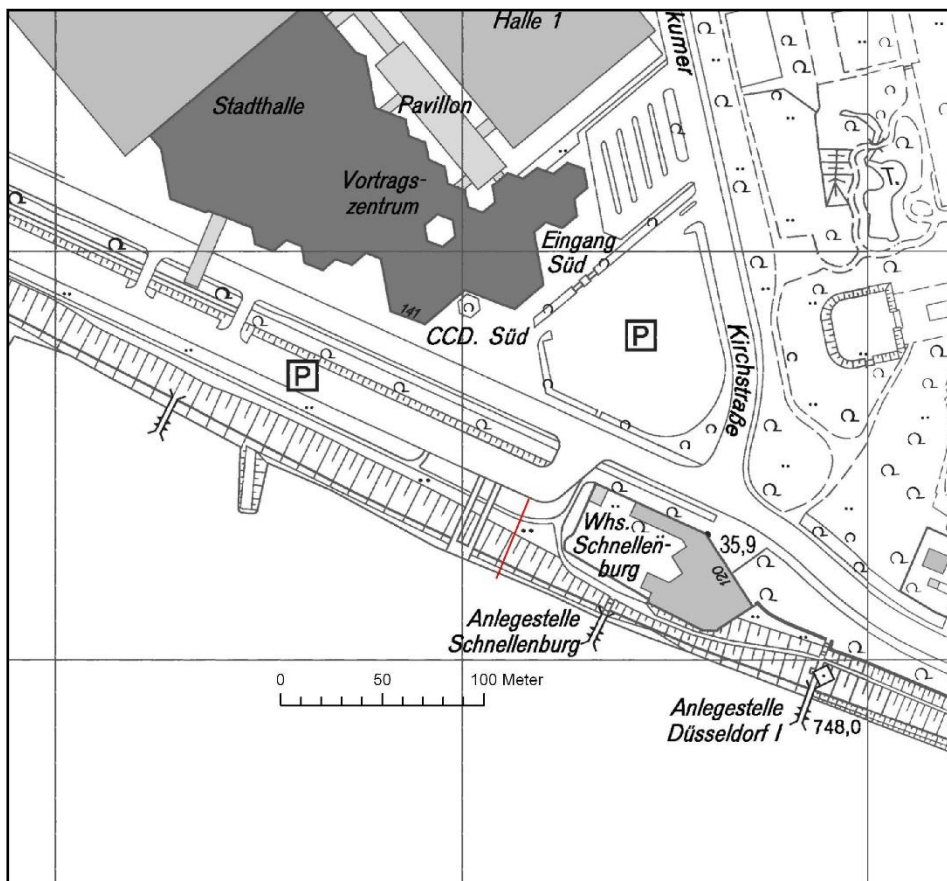 Halle 1
kumer
Stadthalle
Pavillon
Vortrags-
zentrum
T.
Eingang
Süd
141
CCD. Süd
P
P
Kirchstraße
Whs.
Schnellen-
burg
35,9
120
Anlegestelle
Schnellenburg
0 50 100 Meter
Anlegestelle
Düsseldorf I
748,0